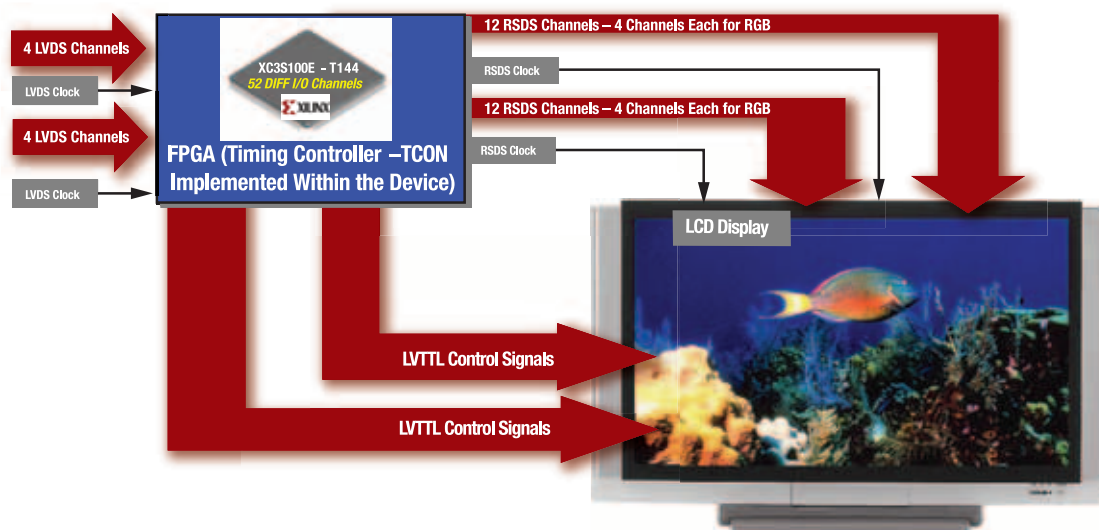 4 LVDS Channels
LVDS Clock
4 LVDS Channels
LVDS Clock
XC3S100E - T144
52 DIFF I/O Channels
XILINX
FPGA (Timing Controller –TCON
Implemented Within the Device)
12 RSDS Channels – 4 Channels Each for RGB
RSDS Clock
12 RSDS Channels – 4 Channels Each for RGB
RSDS Clock
LCD Display
LVTTL Control Signals
LVTTL Control Signals